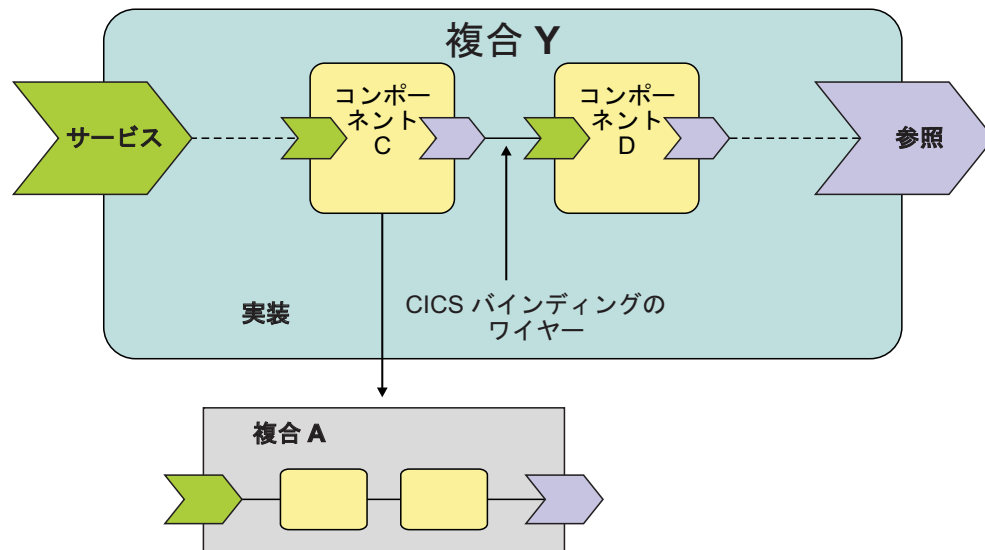 複合 Y
サービス
コンポー
ネント
C
コンポー
ネント
D
参照
CICS バインディングの
ワイヤー
実装
複合 A